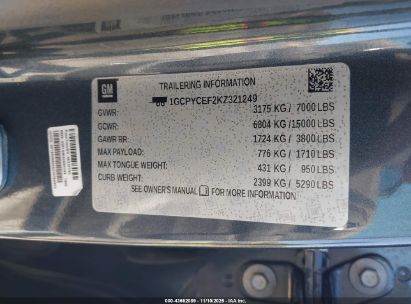 GM
TRAILERING INFORMATION
1GCPYCEF2KZ321249
GVWR: 3175 KG / 7000 LBS
GCWR: 6804 KG /15000 LBS
GAWR RR: 1724 KG / 3800 LBS
MAX PAYLOAD: 776 KG / 1710 LBS
MAX TONGUE WEIGHT: 431 KG / 950 LBS
CURB WEIGHT: 2399 KG / 5290 LBS
SEE OWNER'S MANUAL FOR MORE INFORMATION